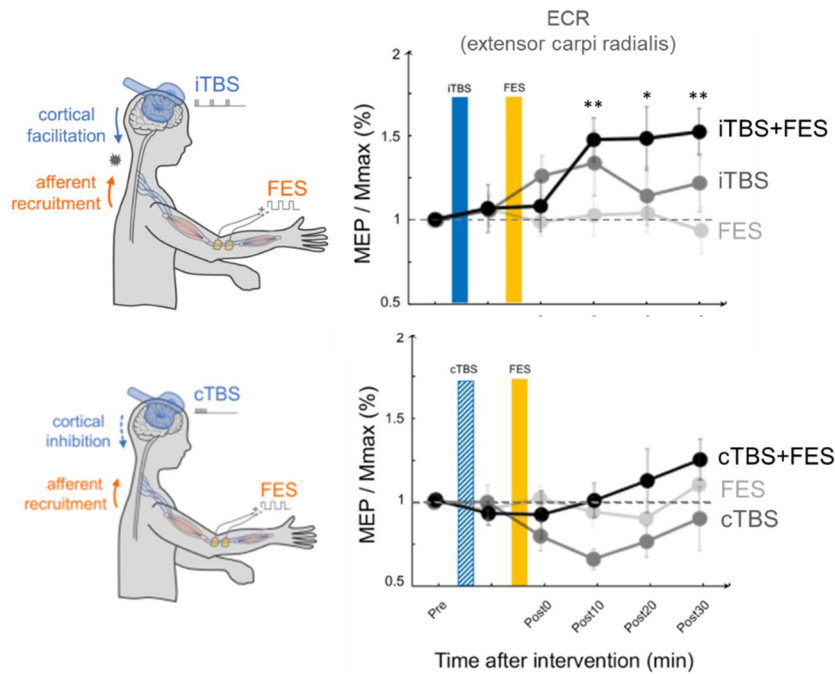 ECR
(extensor carpi radialis)
iTBS
cortical
facilitation
afferent
recruitment
FES
+
-
MEP / Mmax (%)
2
1.5
1
0.5
iTBS
FES
**
*
**
iTBS+FES
iTBS
FES
cTBS
cortical
inhibition
afferent
recruitment
FES
+
-
MEP / Mmax (%)
2
1.5
1
0.5
cTBS
FES
cTBS+FES
FES
cTBS
Pre
Post0
Post10
Post20
Post30
Time after intervention (min)